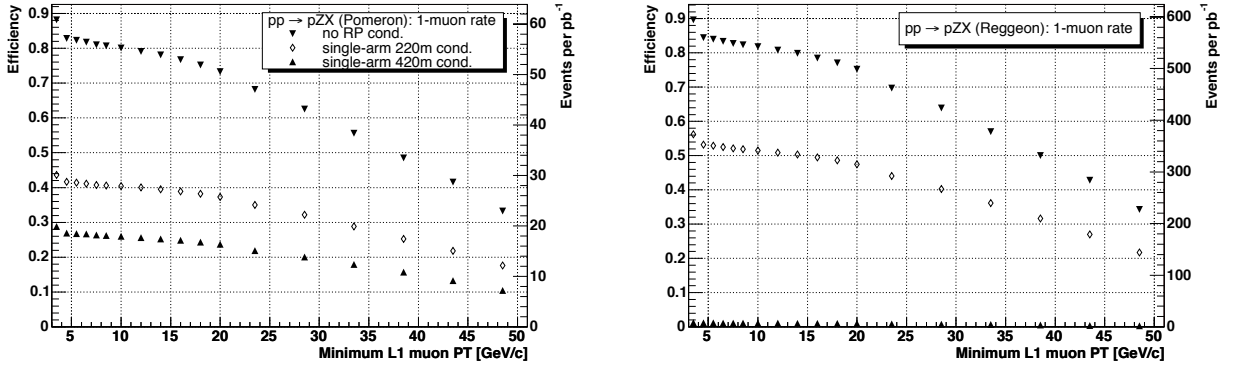 Efficiency
0.9
0.8
0.7
0.6
0.5
0.4
0.3
0.2
0.1
0
pp → pZX (Pomeron): 1-muon rate
no RP cond.
single-arm 220m cond.
single-arm 420m cond.
60
50
40
30
20
10
0
Events per pb⁻¹
5 10 15 20 25 30 35 40 45 50
Minimum L1 muon PT [GeV/c]
Efficiency
0.9
0.8
0.7
0.6
0.5
0.4
0.3
0.2
0.1
0
pp → pZX (Reggeon): 1-muon rate
600
500
400
300
200
100
0
Events per pb⁻¹
5 10 15 20 25 30 35 40 45 50
Minimum L1 muon PT [GeV/c]